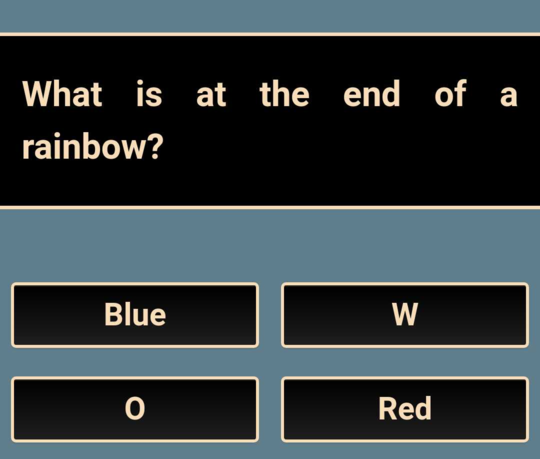 What is at the end of a
rainbow?
Blue
W
O
Red